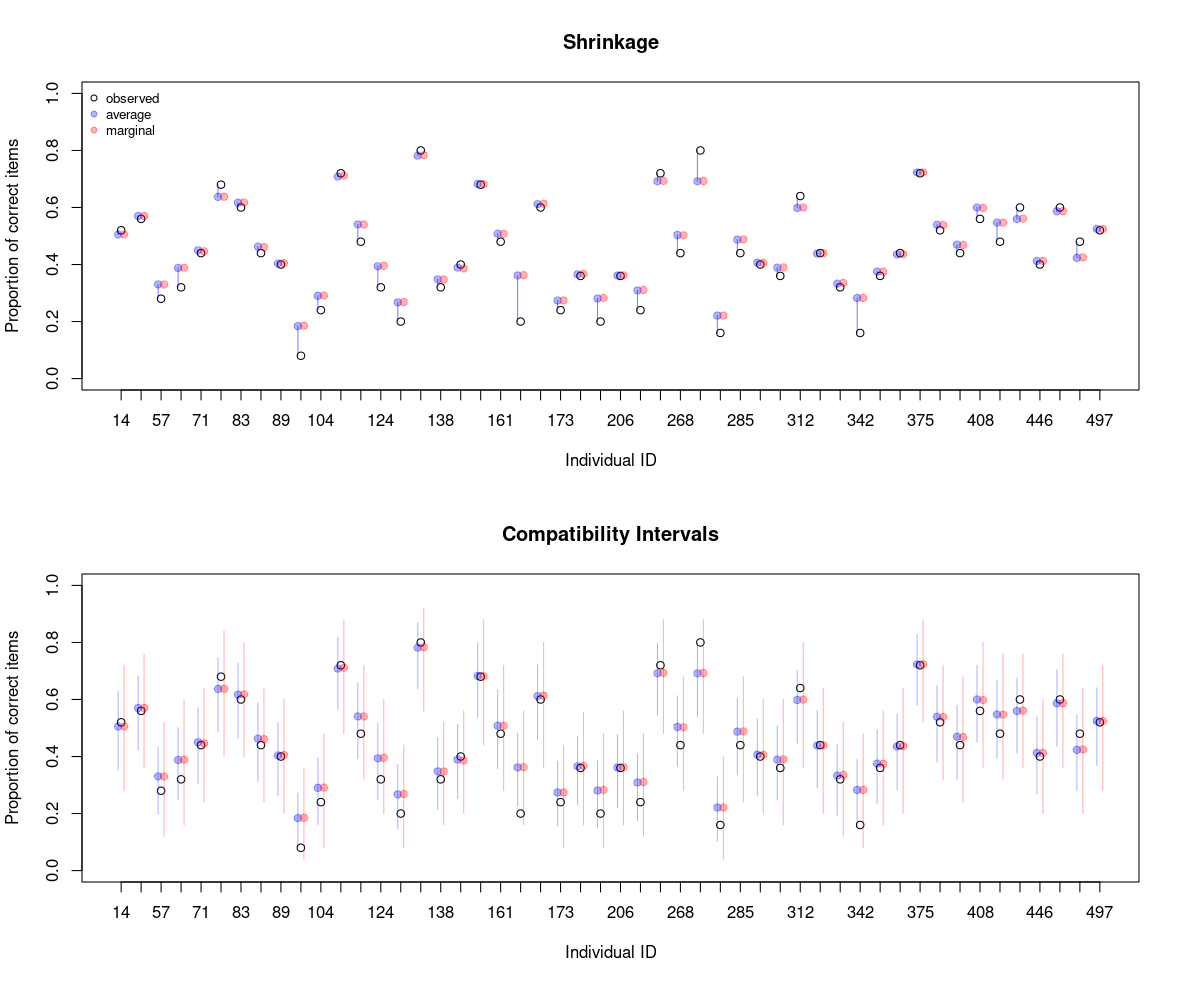 Shrinkage
Proportion of correct items
1.0
0.8
0.6
0.4
0.2
0.0
observed
average
marginal
14 57 71 83 89 104 124 138 161 173 206 268 285 312 342 375 408 446 497
Individual ID
Compatibility Intervals
Proportion of correct items
1.0
0.8
0.6
0.4
0.2
0.0
14 57 71 83 89 104 124 138 161 173 206 268 285 312 342 375 408 446 497
Individual ID